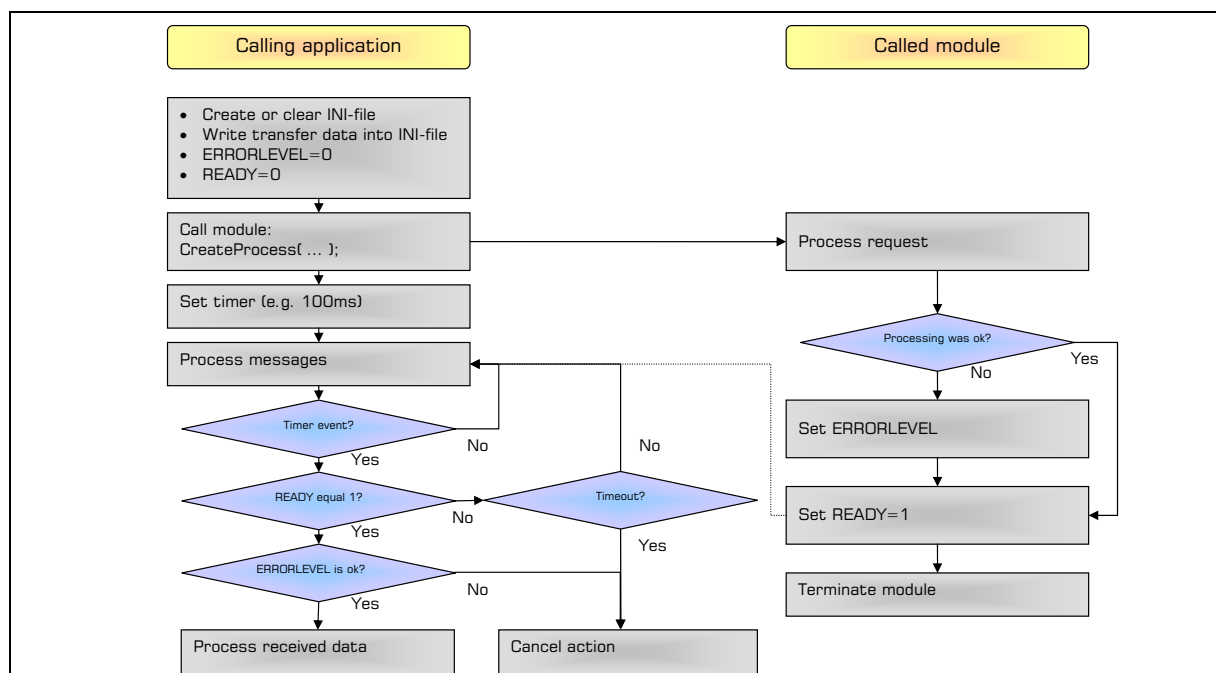 Calling application
Called module
• Create or clear INI-file
• Write transfer data into INI-file
• ERRORLEVEL=0
• READY=0
Call module:
CreateProcess( ... );
Process request
Set timer (e.g. 100ms)
Processing was ok?
Yes
No
Process messages
Timer event?
No
Yes
Set ERRORLEVEL
No
READY equal 1?
No
Yes
Timeout?
Yes
Set READY=1
ERRORLEVEL is ok?
No
Yes
Terminate module
Process received data
Cancel action